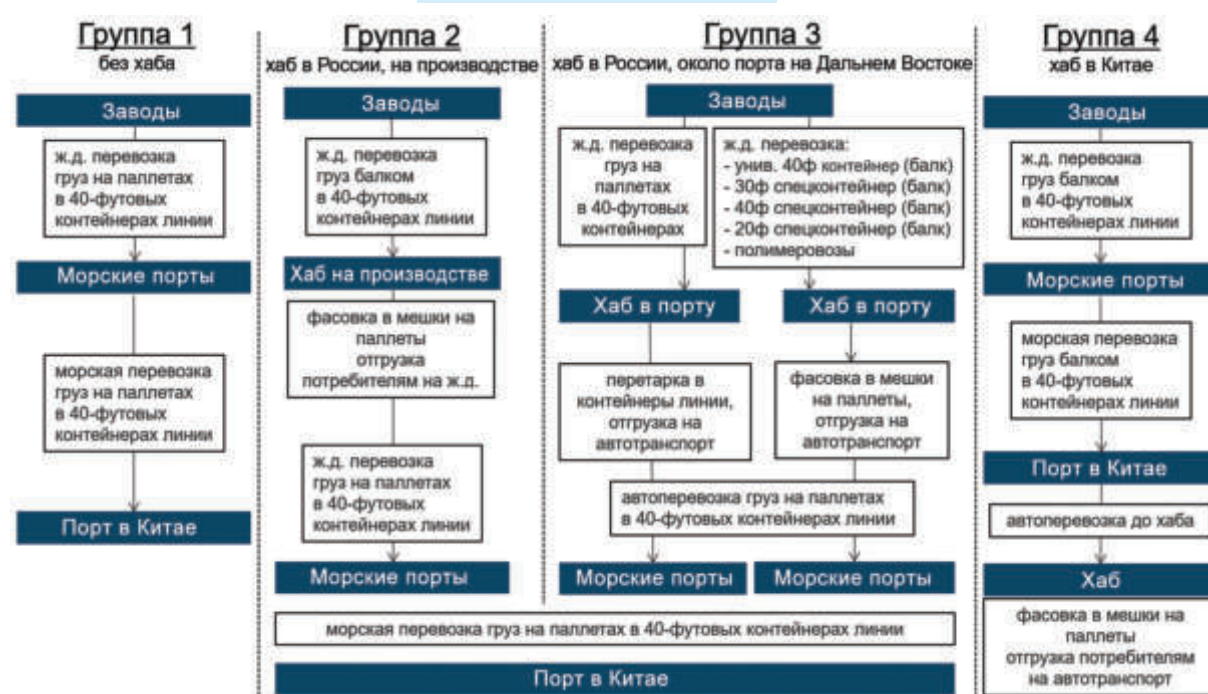 Группа 1
без хаба
Заводы
ж.д. перевозка
груз на паллетах
в 40-футовых
контейнерах линии
Морские порты
морская перевозка
груз на паллетах
в 40-футовых
контейнерах линии
Порт в Китае
Группа 2
хаб в России, на производстве
Заводы
ж.д. перевозка
груз балком
в 40-футовых
контейнерах линии
Хаб на производстве
фасовка в мешки на
паллеты
отгрузка
потребителям на ж.д.
ж.д. перевозка
груз на паллетах
в 40-футовых
контейнерах линии
Морские порты
Группа 3
хаб в России, около порта на Дальнем Востоке
Заводы
ж.д. перевозка
груз на
паллетах
в 40-футовых
контейнерах
ж.д. перевозка:
- унив. 40ф контейнер (балк)
- 30ф спецконтейнер (балк)
- 40ф спецконтейнер (балк)
- 20ф спецконтейнер (балк)
- полимеровозы
Хаб в порту
Хаб в порту
перетарка в
контейнеры линии,
отгрузка на
автотранспорт
фасовка в мешки
на паллеты,
отгрузка на
автотранспорт
автоперевозка груз на паллетах
в 40-футовых контейнерах линии
Морские порты
Морские порты
морская перевозка груз на паллетах в 40-футовых контейнерах линии
Порт в Китае
Группа 4
хаб в Китае
Заводы
ж.д. перевозка
груз балком
в 40-футовых
контейнерах линии
Морские порты
морская перевозка
груз балком
в 40-футовых
контейнерах линии
Порт в Китае
автоперевозка до хаба
Хаб
фасовка в мешки на
паллеты
отгрузка потребителям
на автотранспорт